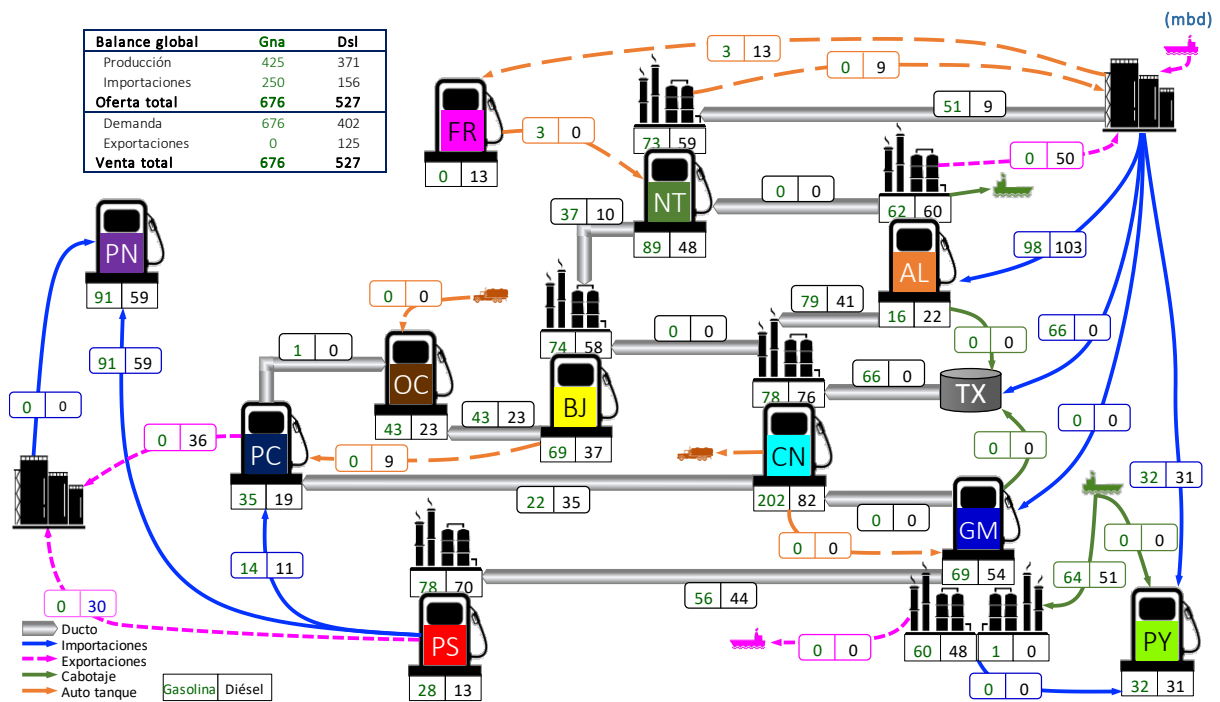 (mbd)
Balance global Gna Dsl
Producción 425 371
Importaciones 250 156
Oferta total 676 527
Demanda 676 402
Exportaciones 0 125
Venta total 676 527
3 13
0 9
51 9
FR
3 0
73 59
0 50
0 13
NT
0 0
62 60
37 10
89 48
PN
AL
98 103
91 59
0 0
79 41
16 22
74 58
0 0
0 0
66 0
1 0
91 59
OC
BJ
78 76
66 0
TX
0 0
43 23
43 23
CN
0 0
0 0
0 36
PC
0 9
69 37
35 19
22 35
202 82
32 31
0 0
GM
0 0
0 0
14 11
78 70
69 54
64 51
56 44
0 30
PS
PY
Ducto
Importaciones
Exportaciones
Cabotaje
Auto tanque
Gasolina Diésel
0 0
60 48
1 0
28 13
0 0
32 31